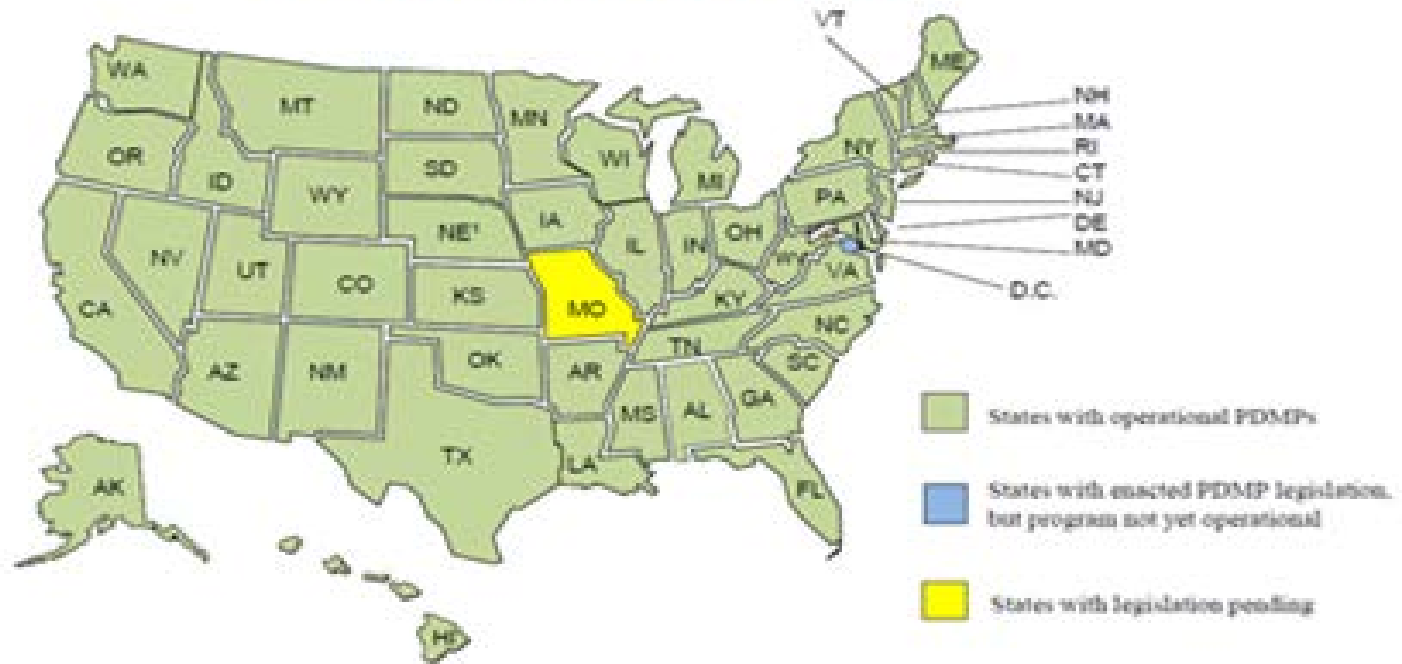 VT
WA
ME
MT
ND
NH
MN
MA
OR
NY
RI
WI
SD
CT
ID
MI
WY
PA
NJ
IA
DE
NE¹
OH
IL
IN
MD
NV
WV
UT
VA
CO
D.C.
KS
KY
CA
MO
NC
TN
OK
SC
AZ
NM
AR
GA
MS
AL
States with operational PDMPs
TX
LA
AK
FL
States with enacted PDMP legislation,
but program not yet operational
States with legislation pending
HI